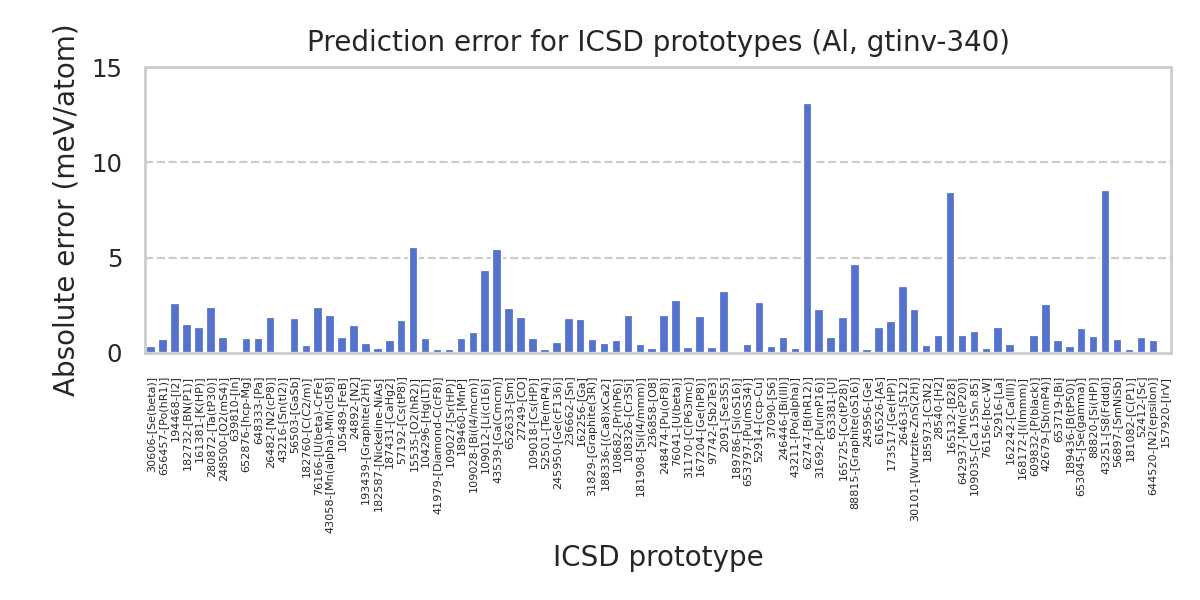 Prediction error for ICSD prototypes (Al, gtinv-340)
Absolute error (meV/atom)
15
10
5
0
30606-[Se(beta)]
656457-[Po(hR1)]
194468-[I2]
182732-[BN(P1)]
161381-[K(HP)]
280872-[Ga(tP30)]
248500-[O2(mS4)]
639810-[In]
652876-[hcp-Mg]
648333-[Pa]
26482-[N2(cP8)]
43216-[Sn(tI2)]
56503-[GaSb]
182760-[C(C2/m)]
76166-[U(beta)-CrFe]
43058-[Mn(alpha)-Mn(cI58)]
105489-[FeB]
24892-[N2]
193439-[Graphite(2H)]
182587-[Nickeline-NiAs]
187431-[CaHg2]
57192-[Cs(tP8)]
15535-[O2(hR2)]
104296-[Hg(LT)]
41979-[Diamond-C(cF8)]
109027-[Sr(HP)]
189460-[MnP]
109028-[Bi(I4/mcm)]
109012-[Li(cI16)]
43539-[Ga(Cmcm)]
652633-[Sm]
27249-[CO]
109018-[Cs(HP)]
52501-[Te(mP4)]
245950-[Ge(cF136)]
236662-[Sn]
162256-[Ga]
31829-[Graphite(3R)]
188336-[(Ca8)xCa2]
108682-[Pr(hP6)]
108326-[Cr3Si]
181908-[Si(I4/mmm)]
236858-[O8]
248474-[Pu(oF8)]
76041-[U(beta)]
31170-[C(P63mc)]
167204-[Ge(hP8)]
97742-[Sb2Te3]
2091-[Se3S5]
189786-[Si(oS16)]
653797-[Pu(mS34)]
52914-[ccp-Cu]
37090-[S6]
246446-[Bi(III)]
43211-[Po(alpha)]
62747-[B(hR12)]
31692-[Pu(mP16)]
653381-[U]
165725-[Co(tP28)]
88815-[Graphite(oS16)]
245956-[Ge]
616526-[As]
173517-[Ge(HP)]
26463-[S12]
30101-[Wurtzite-ZnS(2H)]
185973-[C3N2]
28540-[H2]
165132-[B28]
642937-[Mn(cP20)]
109035-[Ca.15Sn.85]
76156-[bcc-W]
52916-[La]
162242-[Ca(III)]
168172-[I(Immm)]
609832-[P(black)]
42679-[Sb(mP4)]
653719-[Bi]
189436-[B(tP50)]
653045-[Se(gamma)]
88820-[Si(HP)]
43251-[S8(Fddd)]
56897-[SmNiSb]
181082-[C(P1)]
52412-[Sc]
644520-[N2(epsilon)]
157920-[IrV]
ICSD prototype